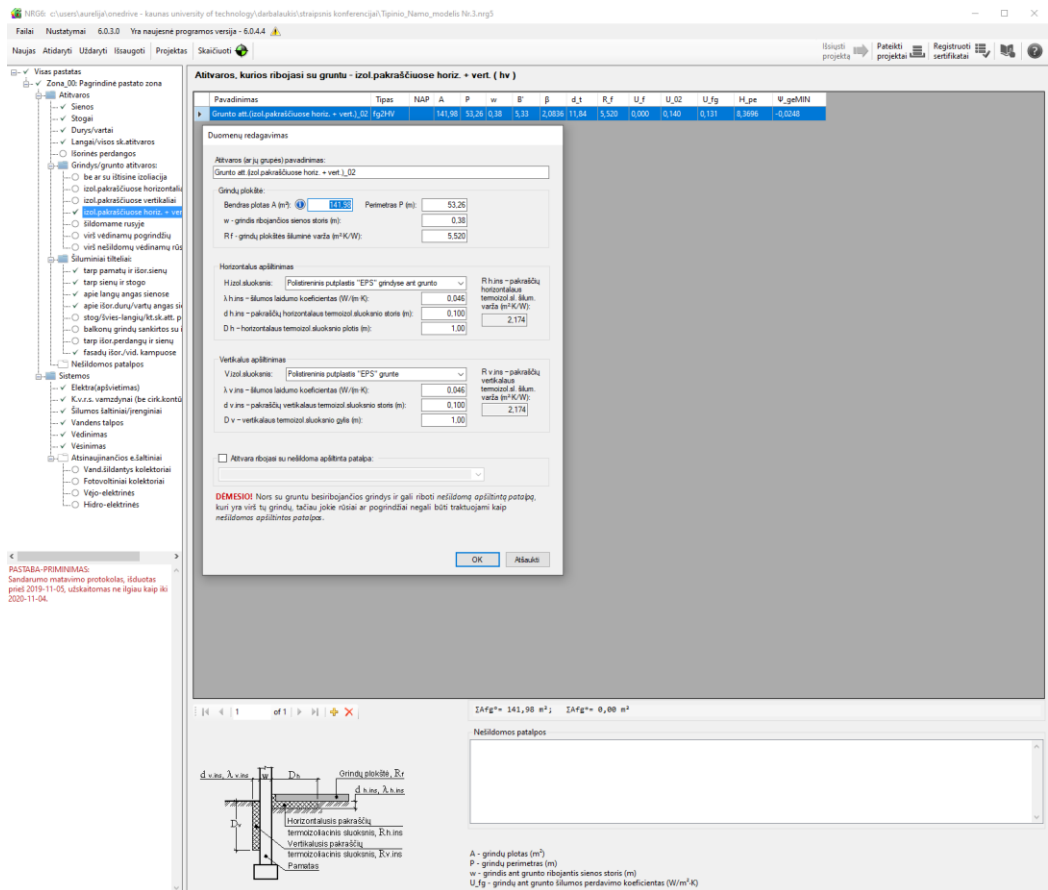 NRG6: c:\users\aurelija\onedrive - kaunas university of technology\darbalaukis\straipsnis konferencijai\Tipinio_Namo_modelis Nr.3.nrg5
Failai Nustatymai 6.0.3.0 Yra naujesnė programos versija - 6.0.4.4
Naujas Atidaryti Uždaryti Išsaugoti Projektas Skaičiuoti
Išsiųsti projektą
Pateikti projektai
Registruoti sertifikatai
Visas pastatas
Zona_00: Pagrindinė pastato zona
Atitvaros
Sienos
Stogai
Durys/vartai
Langai/visos sk.atitvaros
Išorinės perdangos
Grindys/grunto atitvaros:
be ar su ištisine izoliacija
izol.pakraščiuose horizontalia
izol.pakraščiuose vertikaliai
izol.pakraščiuose horiz. + ver
šildomame rusyje
virš vėdinamų pogrindžių
virš nešildomų vėdinamų rūs
Šiluminiai tilteliai:
tarp pamatų ir išor.sienų
tarp sienų ir stogo
apie langų angas sienose
apie išor.durų/vartų angas si
stog/švies-langių/kt.sk.att. p
balkonų grindų sankirtos su i
tarp išor.perdangų ir sienų
fasadų išor./vid. kampuose
Nešildomos patalpos
Sistemos
Elektra(apšvietimas)
K.v.r.s. vamzdynai (be cirk.kontū
Šilumos šaltiniai/įrenginiai
Vandens talpos
Vėdinimas
Vėsinimas
Atsinaujinančios e.šaltiniai
Vand.šildantys kolektoriai
Fotovoltiniai kolektoriai
Vėjo-elektrinės
Hidro-elektrinės
PASTABA-PRIMINIMAS:
Sandarumo matavimo protokolas, išduotas
prieš 2019-11-05, užskaitomas ne ilgiau kaip iki
2020-11-04.
Atitvaros, kurios ribojasi su gruntu - izol.pakraščiuose horiz. + vert. ( hv )
Pavadinimas Tipas NAP A P w B' β d_t R_f U_f U_02 U_fg H_pe Ψ_geMIN
Grunto att.(izol.pakraščiuose horiz. + vert.)_02 fg2HV 141,98 53,26 0,38 5,33 2,0836 11,84 5,520 0,000 0,140 0,131 8,3696 -0,0248
Duomenų redagavimas
Atitvaros (ar jų grupės) pavadinimas:
Grunto att.(izol.pakraščiuose horiz. + vert.)_02
Grindų plokštė:
Bendras plotas A (m²): 141,98 Perimetras P (m): 53,26
w - grindis ribojančios sienos storis (m): 0,38
R f - grindų plokštės šiluminė varža (m²·K/W): 5,520
Horizontalus apšiltinimas
H.izol.sluoksnis: Polistireninis putplastis "EPS" grindyse ant grunto
λ h.ins – šilumos laidumo koeficientas (W/(m·K): 0,046
d h.ins – pakraščių horizontalaus termoizol.sluoksnio storis (m): 0,100
D h – horizontalaus termoizol.sluoksnio plotis (m): 1,00
R h.ins – pakraščių
horizontalaus
termoizol.sl. šilum.
varža (m²·K/W):
2,174
Vertikalus apšiltinimas
V.izol.sluoksnis: Polistireninis putplastis "EPS" grunte
λ v.ins – šilumos laidumo koeficientas (W/(m·K): 0,046
d v.ins – pakraščių vertikalaus termoizol.sluoksnio storis (m): 0,100
D v – vertikalaus termoizol.sluoksnio gylis (m): 1,00
R v.ins – pakraščių
vertikalaus
termoizol.sl. šilum.
varža (m²·K/W):
2,174
Atitvara ribojasi su nešildoma apšiltinta patalpa:
DĖMESIO! Nors su gruntu besiribojančios grindys ir gali riboti nešildomą apšiltintą patalpą,
kuri yra virš tų grindų, tačiau jokie rūsiai ar pogrindžiai negali būti traktuojami kaip
nešildomos apšiltintos patalpos.
OK Atšaukti
1 of 1
ΣAfg"= 141,98 m²; ΣAfg"= 0,00 m²
Nešildomos patalpos
d v.ins, λ v.ins w Dh Grindų plokštė, Rf
d h.ins, λ h.ins
Dv
Horizontalusis pakraščių
termoizoliacinis sluoksnis, Rh.ins
Vertikalusis pakraščių
termoizoliacinis sluoksnis, Rv.ins
Pamatas
A - grindų plotas (m²)
P - grindų perimetras (m)
w - grindis ant grunto ribojantis sienos storis (m)
U_fg - grindų ant grunto šilumos perdavimo koeficientas (W/m²·K)